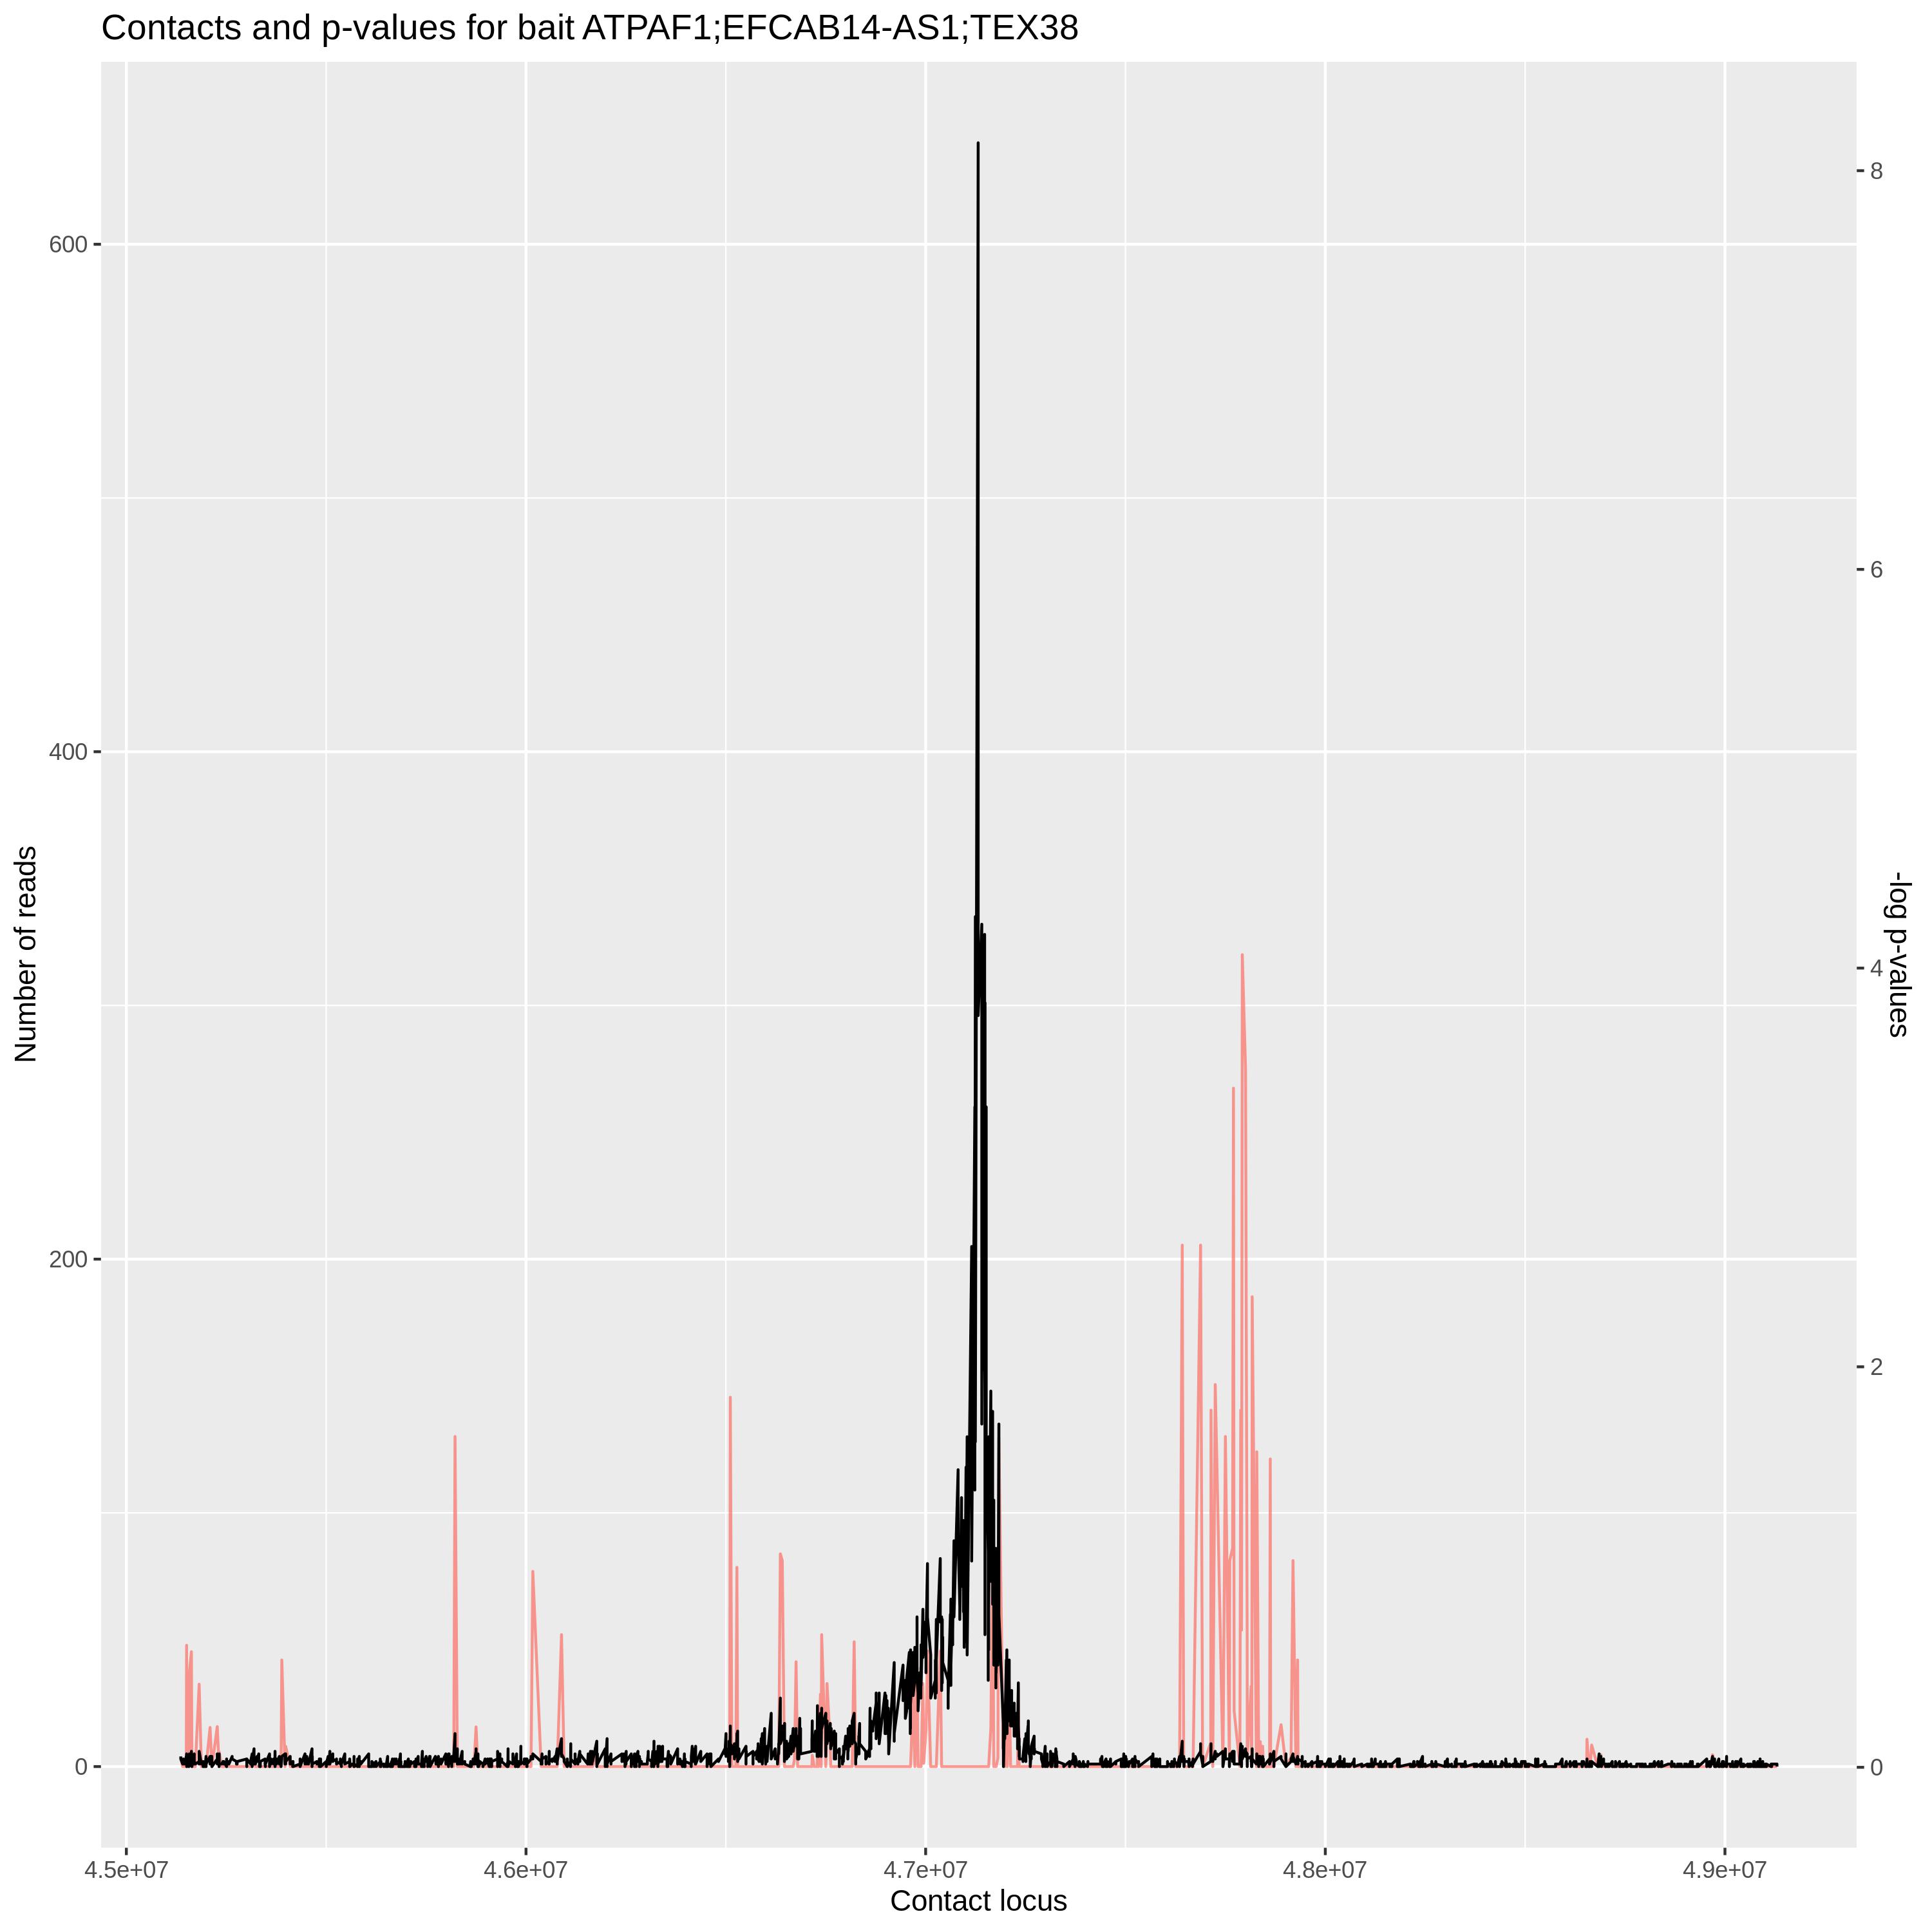 Contacts and p-values for bait ATPAF1;EFCAB14-AS1;TEX38
Number of reads
600
400
200
0
8
6
4
2
0
-log p-values
4.5e+07
4.6e+07
4.7e+07
4.8e+07
4.9e+07
Contact locus